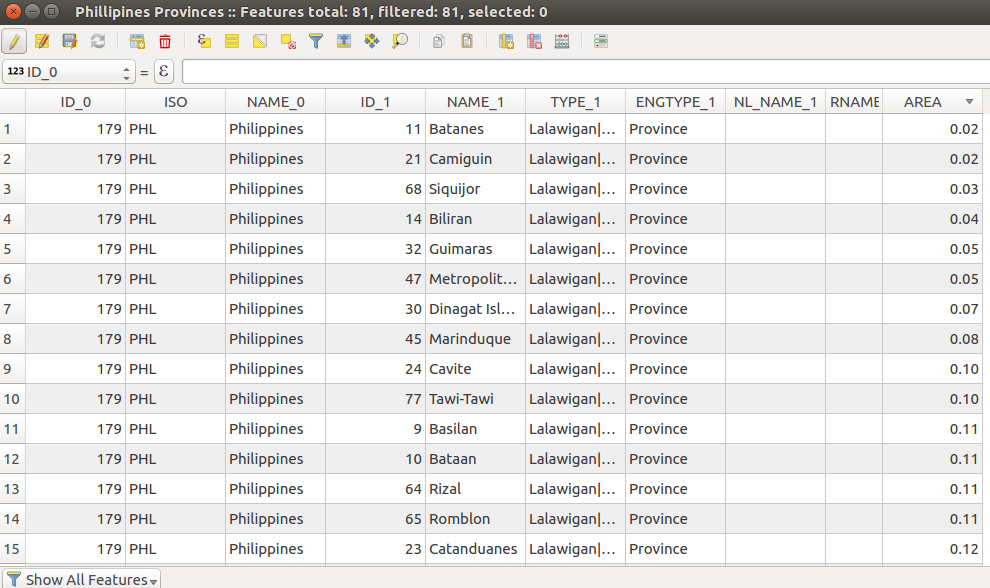 Phillipines Provinces :: Features total: 81, filtered: 81, selected: 0
123 ID_0 = ε
ID_0 ISO NAME_0 ID_1 NAME_1 TYPE_1 ENGTYPE_1 NL_NAME_1 RNAME AREA
1 179 PHL Philippines 11 Batanes Lalawigan|... Province 0.02
2 179 PHL Philippines 21 Camiguin Lalawigan|... Province 0.02
3 179 PHL Philippines 68 Siquijor Lalawigan|... Province 0.03
4 179 PHL Philippines 14 Biliran Lalawigan|... Province 0.04
5 179 PHL Philippines 32 Guimaras Lalawigan|... Province 0.05
6 179 PHL Philippines 47 Metropolit... Lalawigan|... Province 0.05
7 179 PHL Philippines 30 Dinagat Isl... Lalawigan|... Province 0.07
8 179 PHL Philippines 45 Marinduque Lalawigan|... Province 0.08
9 179 PHL Philippines 24 Cavite Lalawigan|... Province 0.10
10 179 PHL Philippines 77 Tawi-Tawi Lalawigan|... Province 0.10
11 179 PHL Philippines 9 Basilan Lalawigan|... Province 0.11
12 179 PHL Philippines 10 Bataan Lalawigan|... Province 0.11
13 179 PHL Philippines 64 Rizal Lalawigan|... Province 0.11
14 179 PHL Philippines 65 Romblon Lalawigan|... Province 0.11
15 179 PHL Philippines 23 Catanduanes Lalawigan|... Province 0.12
Show All Features